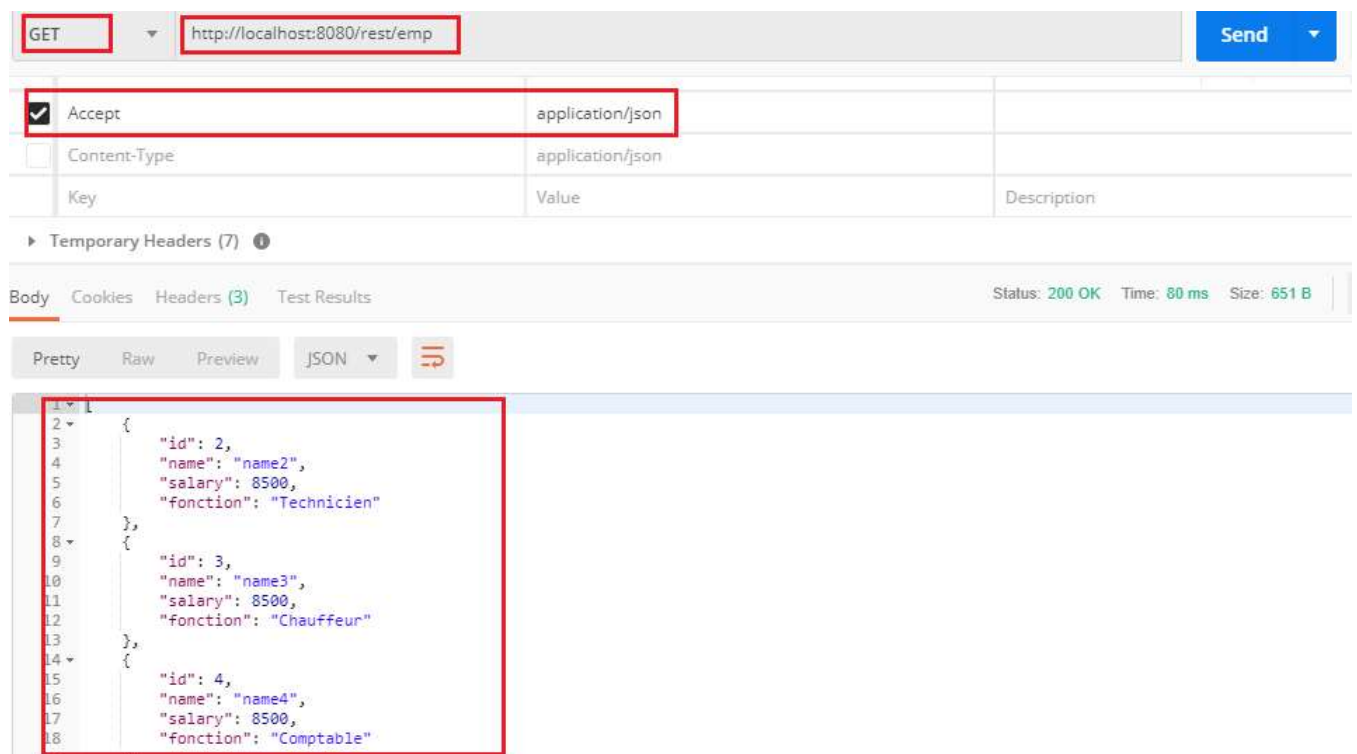 GET http://localhost:8080/rest/emp Send
Accept application/json
Content-Type application/json
Key Value Description
Temporary Headers (7)
Body Cookies Headers (3) Test Results Status: 200 OK Time: 80 ms Size: 651 B
Pretty Raw Preview JSON
1 [
2 {
3 "id": 2,
4 "name": "name2",
5 "salary": 8500,
6 "fonction": "Technicien"
7 },
8 {
9 "id": 3,
10 "name": "name3",
11 "salary": 8500,
12 "fonction": "Chauffeur"
13 },
14 {
15 "id": 4,
16 "name": "name4",
17 "salary": 8500,
18 "fonction": "Comptable"